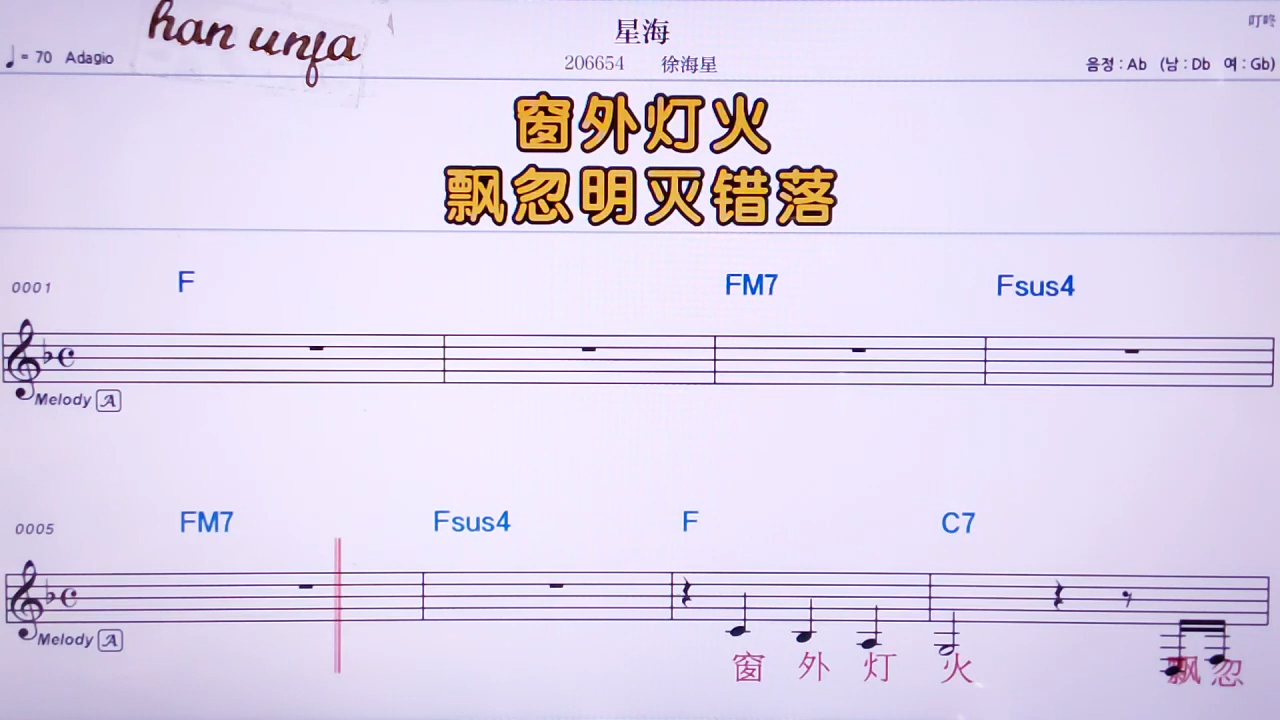 han unfa
星海
叮咚
♩= 70 Adagio
206654 徐海星
음정 : Ab (남 : Db 여 : Gb)
窗外灯火
飘忽明灭错落
0001 F FM7 Fsus4
Melody A
0005 FM7 Fsus4 F C7
Melody A
窗 外 灯 火 飘 忽